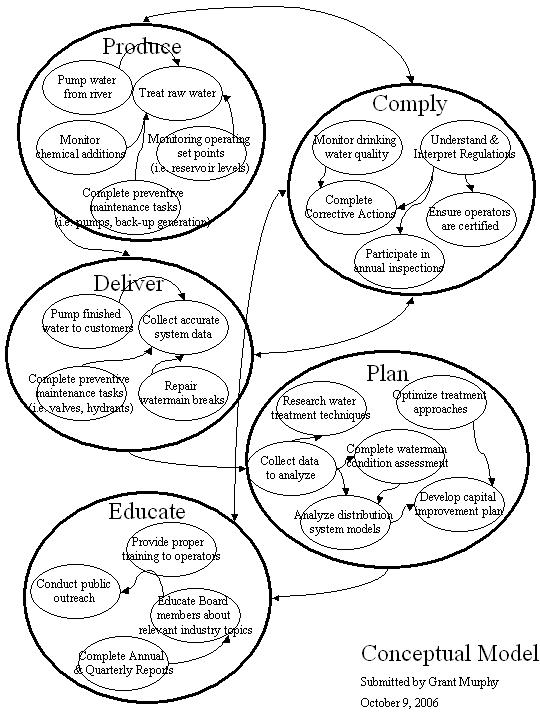 Produce
Pump water
from river
Treat raw water
Monitor
chemical additions
Monitoring operating
set points
(i.e. reservoir levels)
Complete preventive
maintenance tasks
(i.e. pumps, back-up generation)
Comply
Monitor drinking
water quality
Understand &
Interpret Regulations
Complete
Corrective Actions
Ensure operators
are certified
Participate in
annual inspections
Deliver
Pump finished
water to customers
Collect accurate
system data
Complete preventive
maintenance tasks
(i.e. valves, hydrants)
Repair
watermain breaks
Plan
Research water
treatment techniques
Optimize treatment
approaches
Collect data
to analyze
Complete watermain
condition assessment
Analyze distribution
system models
Develop capital
improvement plan
Educate
Provide proper
training to operators
Conduct public
outreach
Educate Board
members about
relevant industry topics
Complete Annual
& Quarterly Reports
Conceptual Model
Submitted by Grant Murphy
October 9, 2006